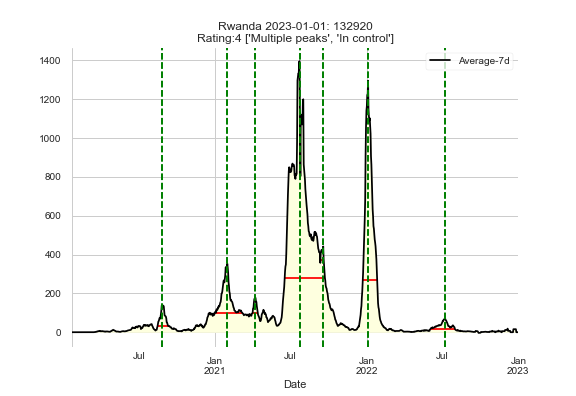 Rwanda 2023-01-01: 132920
Rating:4 ['Multiple peaks', 'In control']
Average-7d
1400
1200
1000
800
600
400
200
0
Jul Jan Jul Jan Jul Jan
2021 2022 2023
Date